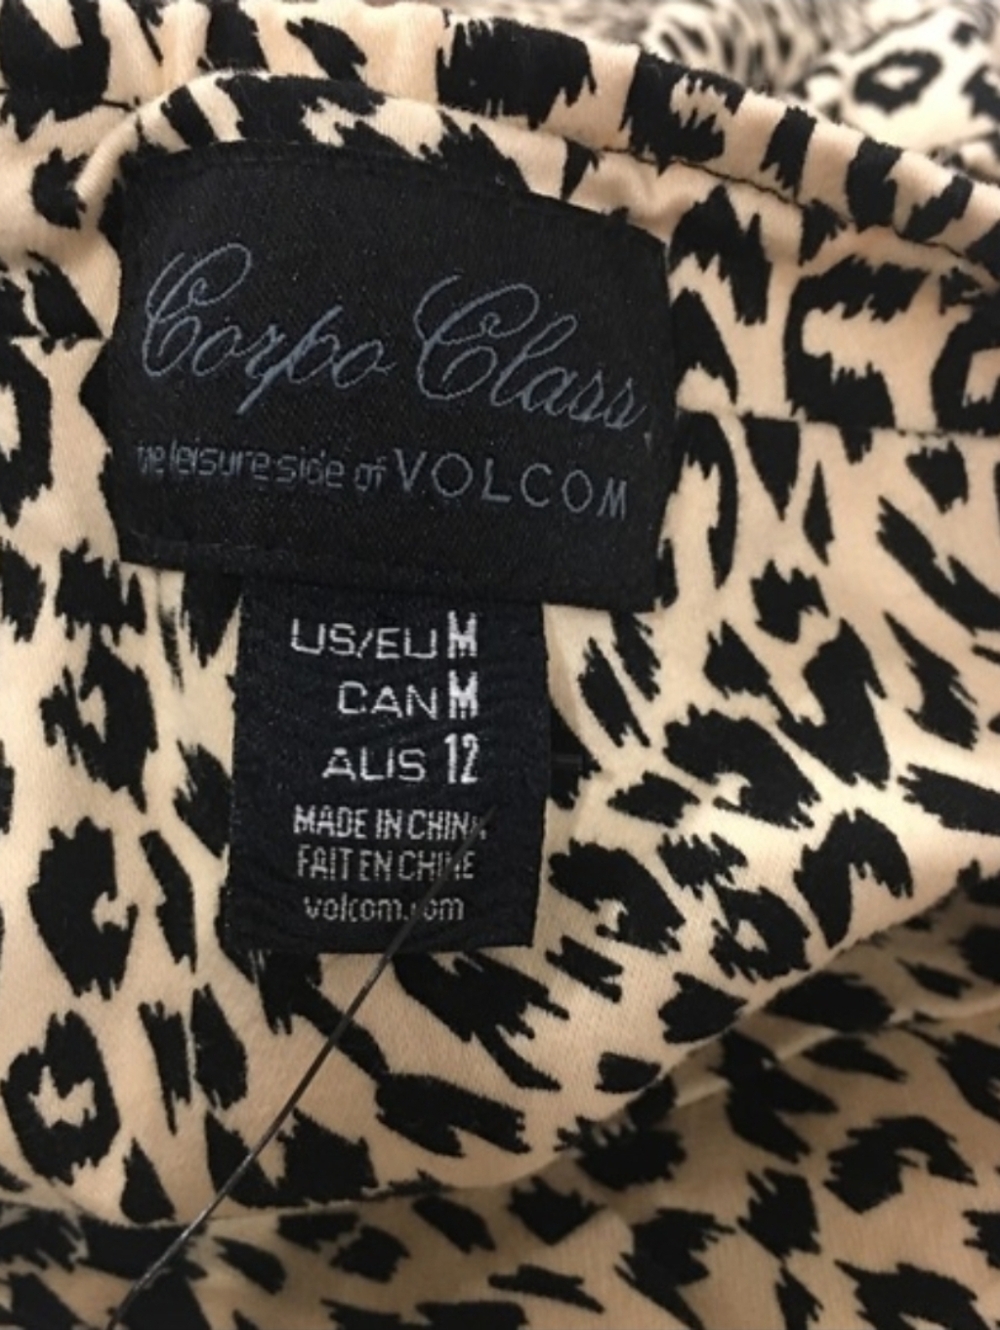 Corpo Class,
the leisure side of VOLCOM
US/EU M
CAN M
AUS 12
MADE IN CHINA
FAIT EN CHINE
volcom.com